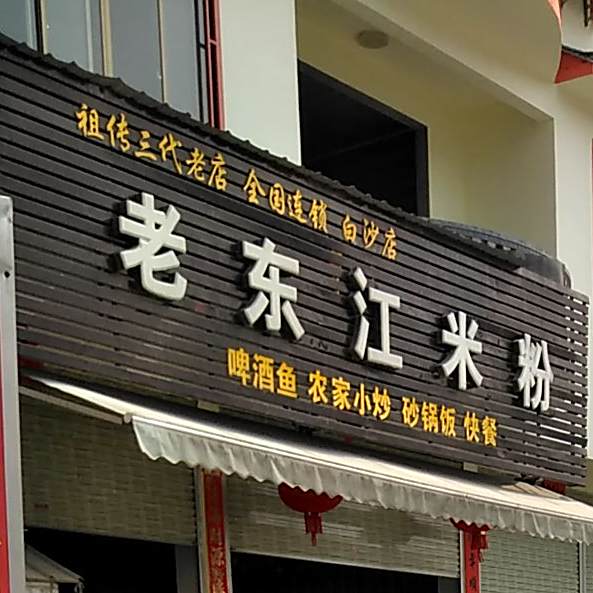 祖传三代老店 全国连锁 白沙店
老东江米粉
啤酒鱼 农家小炒 砂锅饭 快餐